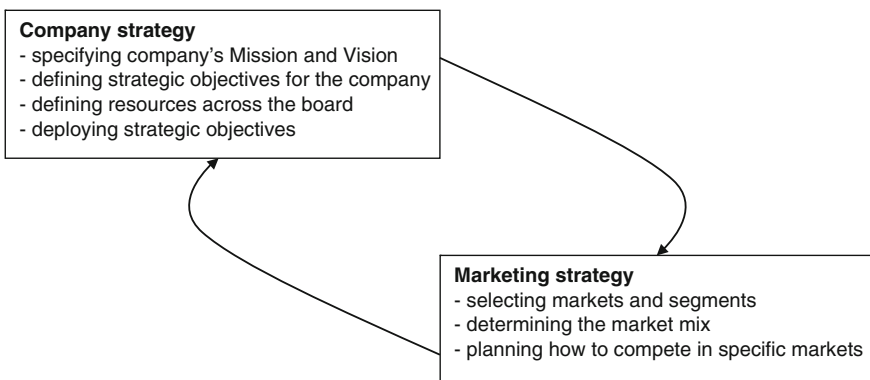 Company strategy
- specifying company’s Mission and Vision
- defining strategic objectives for the company
- defining resources across the board
- deploying strategic objectives
Marketing strategy
- selecting markets and segments
- determining the market mix
- planning how to compete in specific markets